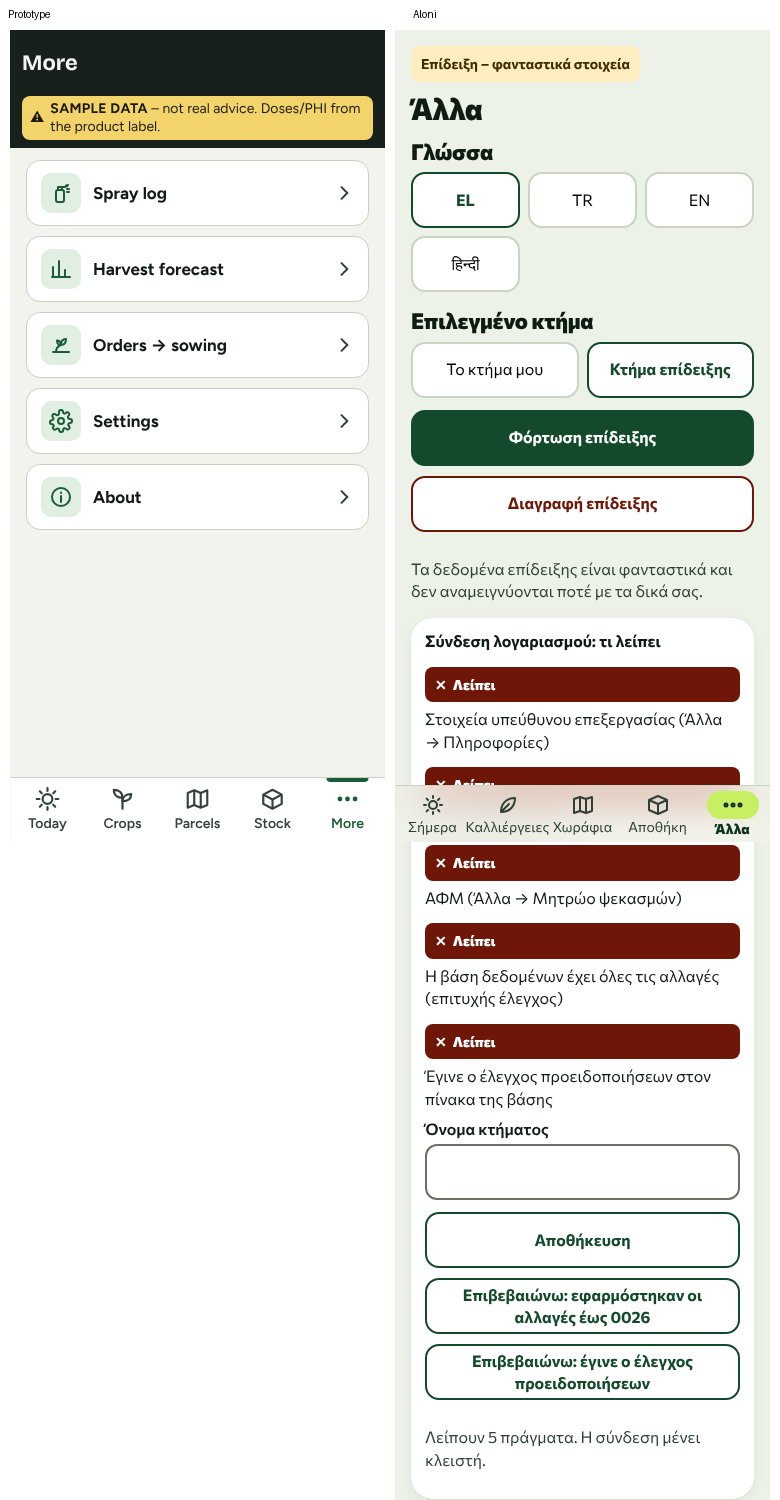 Prototype
More
SAMPLE DATA – not real advice. Doses/PHI from
the product label.
Spray log
Harvest forecast
Orders → sowing
Settings
About
Today
Crops
Parcels
Stock
More
Aloni
Επίδειξη – φανταστικά στοιχεία
Άλλα
Γλώσσα
EL
TR
EN
हिन्दी
Επιλεγμένο κτήμα
Το κτήμα μου
Κτήμα επίδειξης
Φόρτωση επίδειξης
Διαγραφή επίδειξης
Τα δεδομένα επίδειξης είναι φανταστικά και
δεν αναμειγνύονται ποτέ με τα δικά σας.
Σύνδεση λογαριασμού: τι λείπει
× Λείπει
Στοιχεία υπεύθυνου επεξεργασίας (Άλλα
→ Πληροφορίες)
× Λείπει
Σήμερα
Καλλιέργειες
Χωράφια
Αποθήκη
Άλλα
× Λείπει
ΑΦΜ (Άλλα → Μητρώο ψεκασμών)
× Λείπει
Η βάση δεδομένων έχει όλες τις αλλαγές
(επιτυχής έλεγχος)
× Λείπει
Έγινε ο έλεγχος προειδοποιήσεων στον
πίνακα της βάσης
Όνομα κτήματος
Αποθήκευση
Επιβεβαιώνω: εφαρμόστηκαν οι
αλλαγές έως 0026
Επιβεβαιώνω: έγινε ο έλεγχος
προειδοποιήσεων
Λείπουν 5 πράγματα. Η σύνδεση μένει
κλειστή.